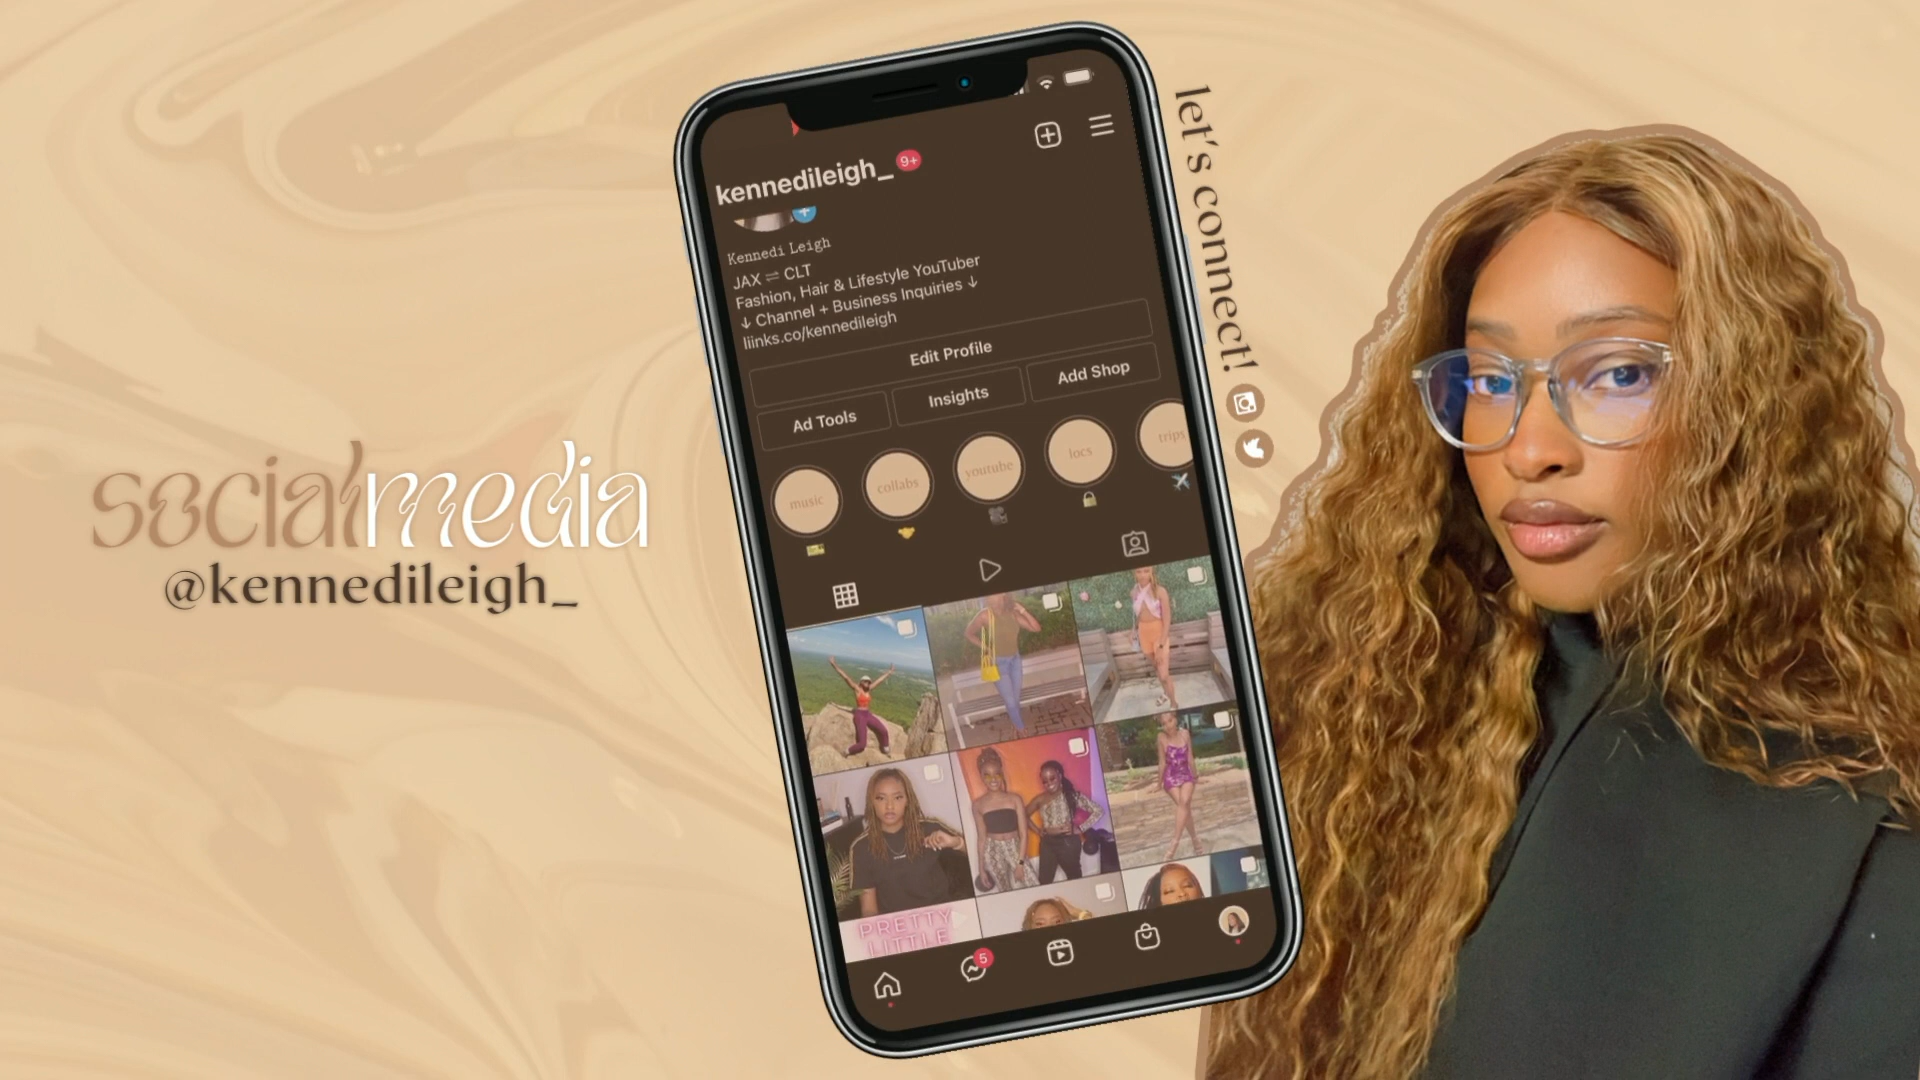 socialmedia
@kennedileigh_
kennedileigh_ 9+
Kennedi Leigh
JAX ⇌ CLT
Fashion, Hair & Lifestyle YouTuber
↓ Channel + Business Inquiries ↓
liinks.co/kennedileigh
Edit Profile
Ad Tools
Insights
Add Shop
music
collabs
youtube
locs
trips
PRETTY
LITTLE
5
let's connect!